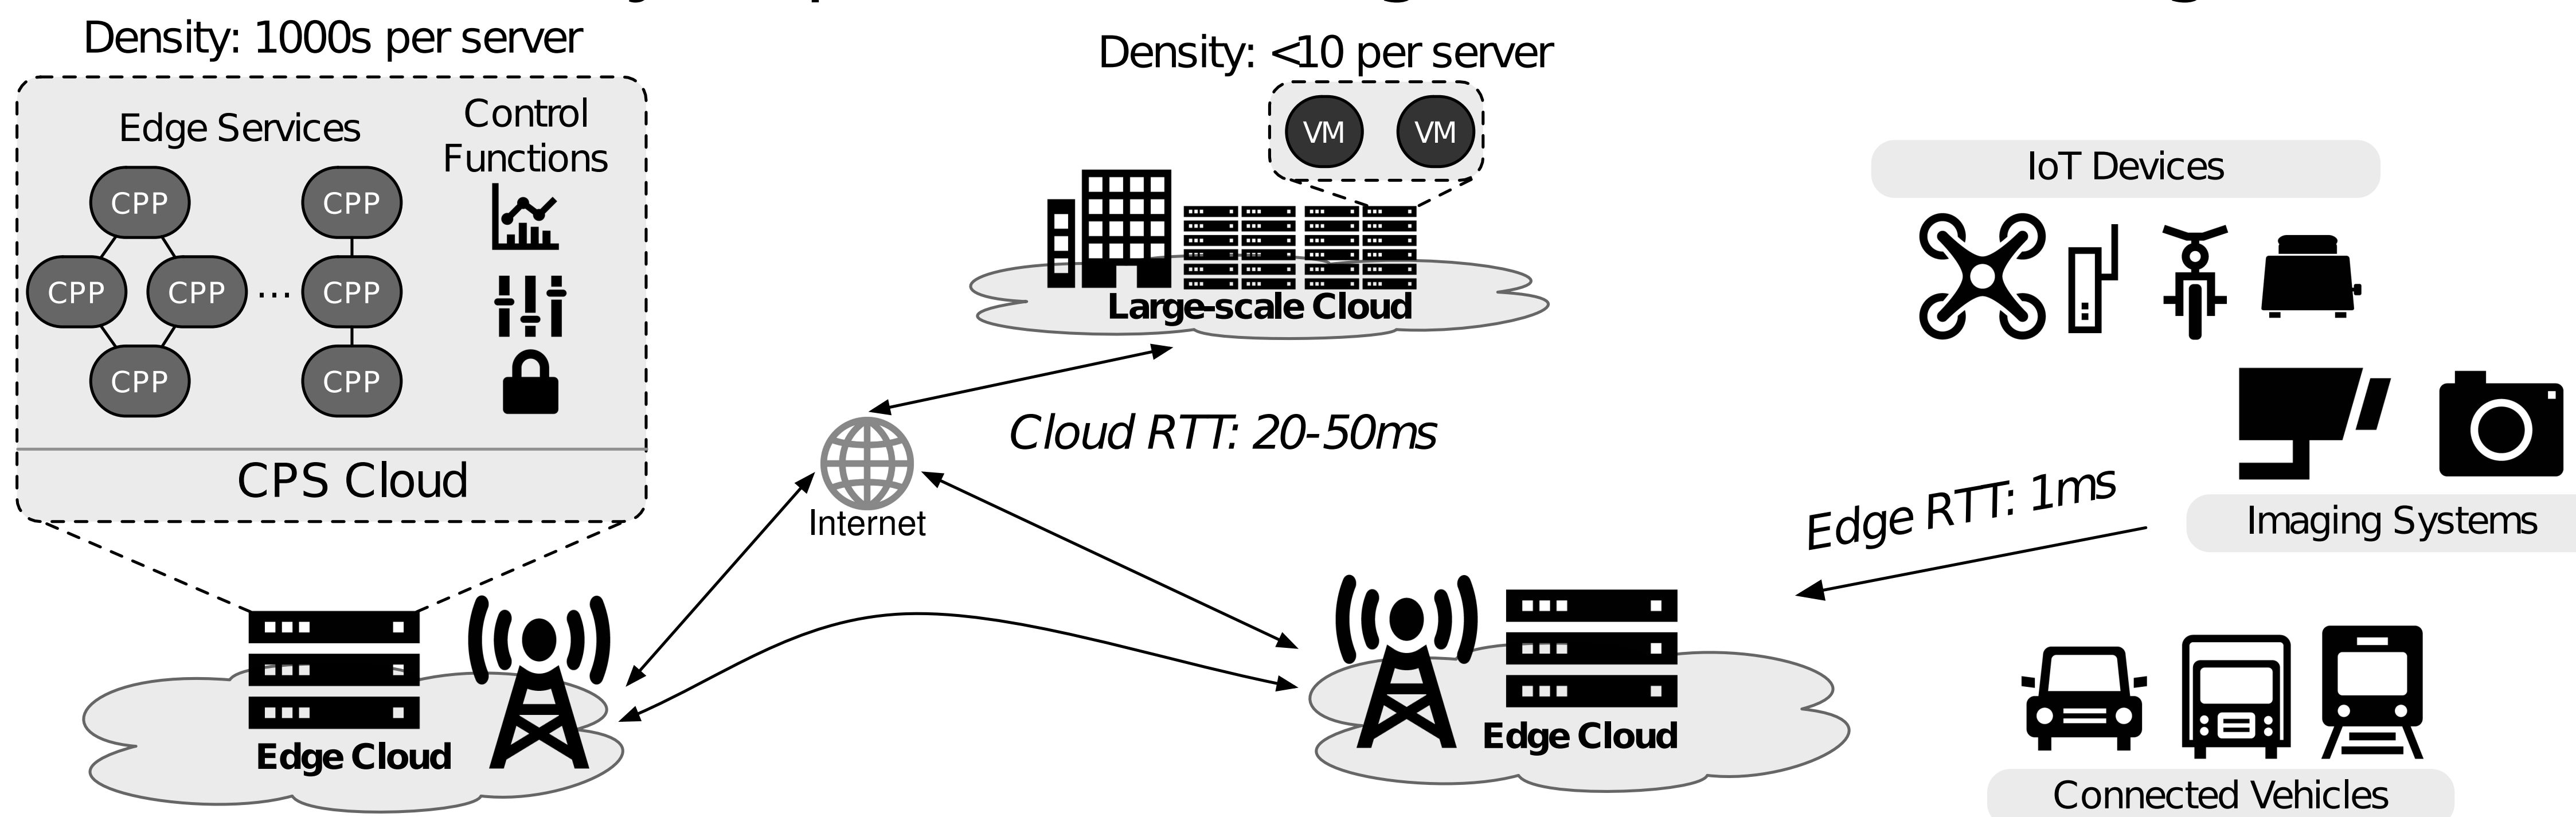 Density: 1000s per server
Edge Services
Control
Functions
CPP
CPP
CPP
CPP
...
CPP
CPP
CPP
CPS Cloud
Edge Cloud
Density: <10 per server
VM
VM
Large-scale Cloud
Cloud RTT: 20-50ms
Internet
Edge Cloud
Edge RTT: 1ms
IoT Devices
Imaging Systems
Connected Vehicles